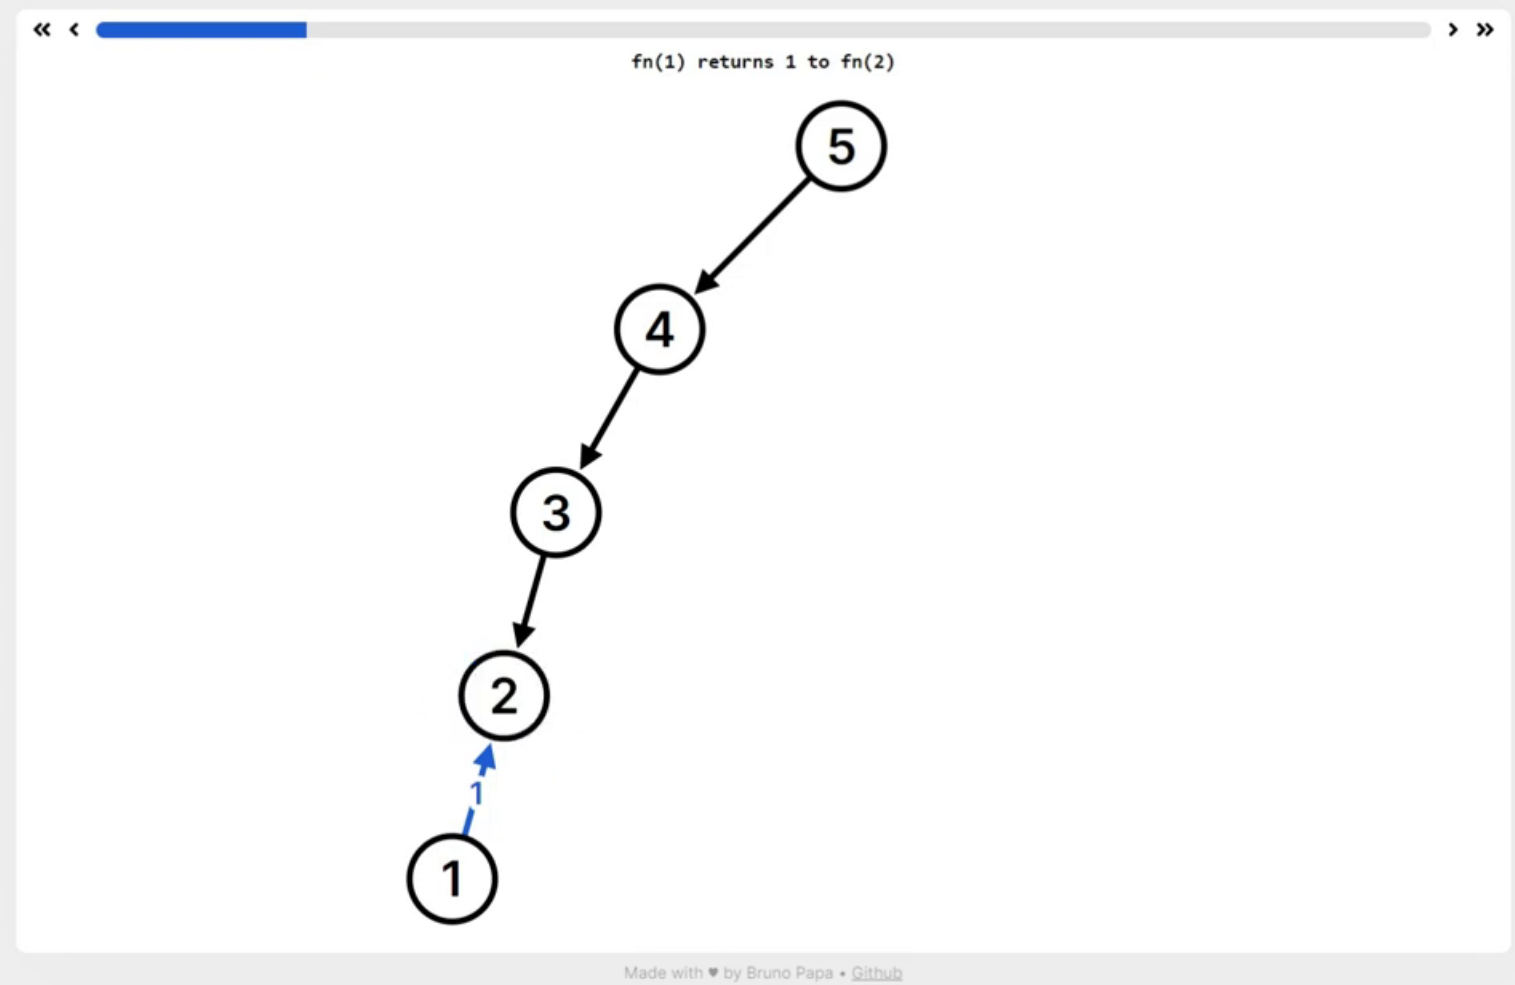 « ‹ › »
fn(1) returns 1 to fn(2)
5
4
3
2
1
1
Made with ♥ by Bruno Papa • Github